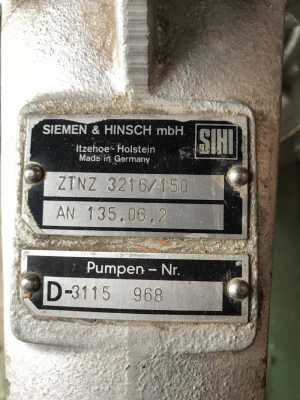 SIEMEN & HINSCH mbH
SIHI
Itzehoe-Holstein
Made in Germany
ZTNZ 3216/150
AN 135.06.2
Pumpen - Nr.
D-3115 968